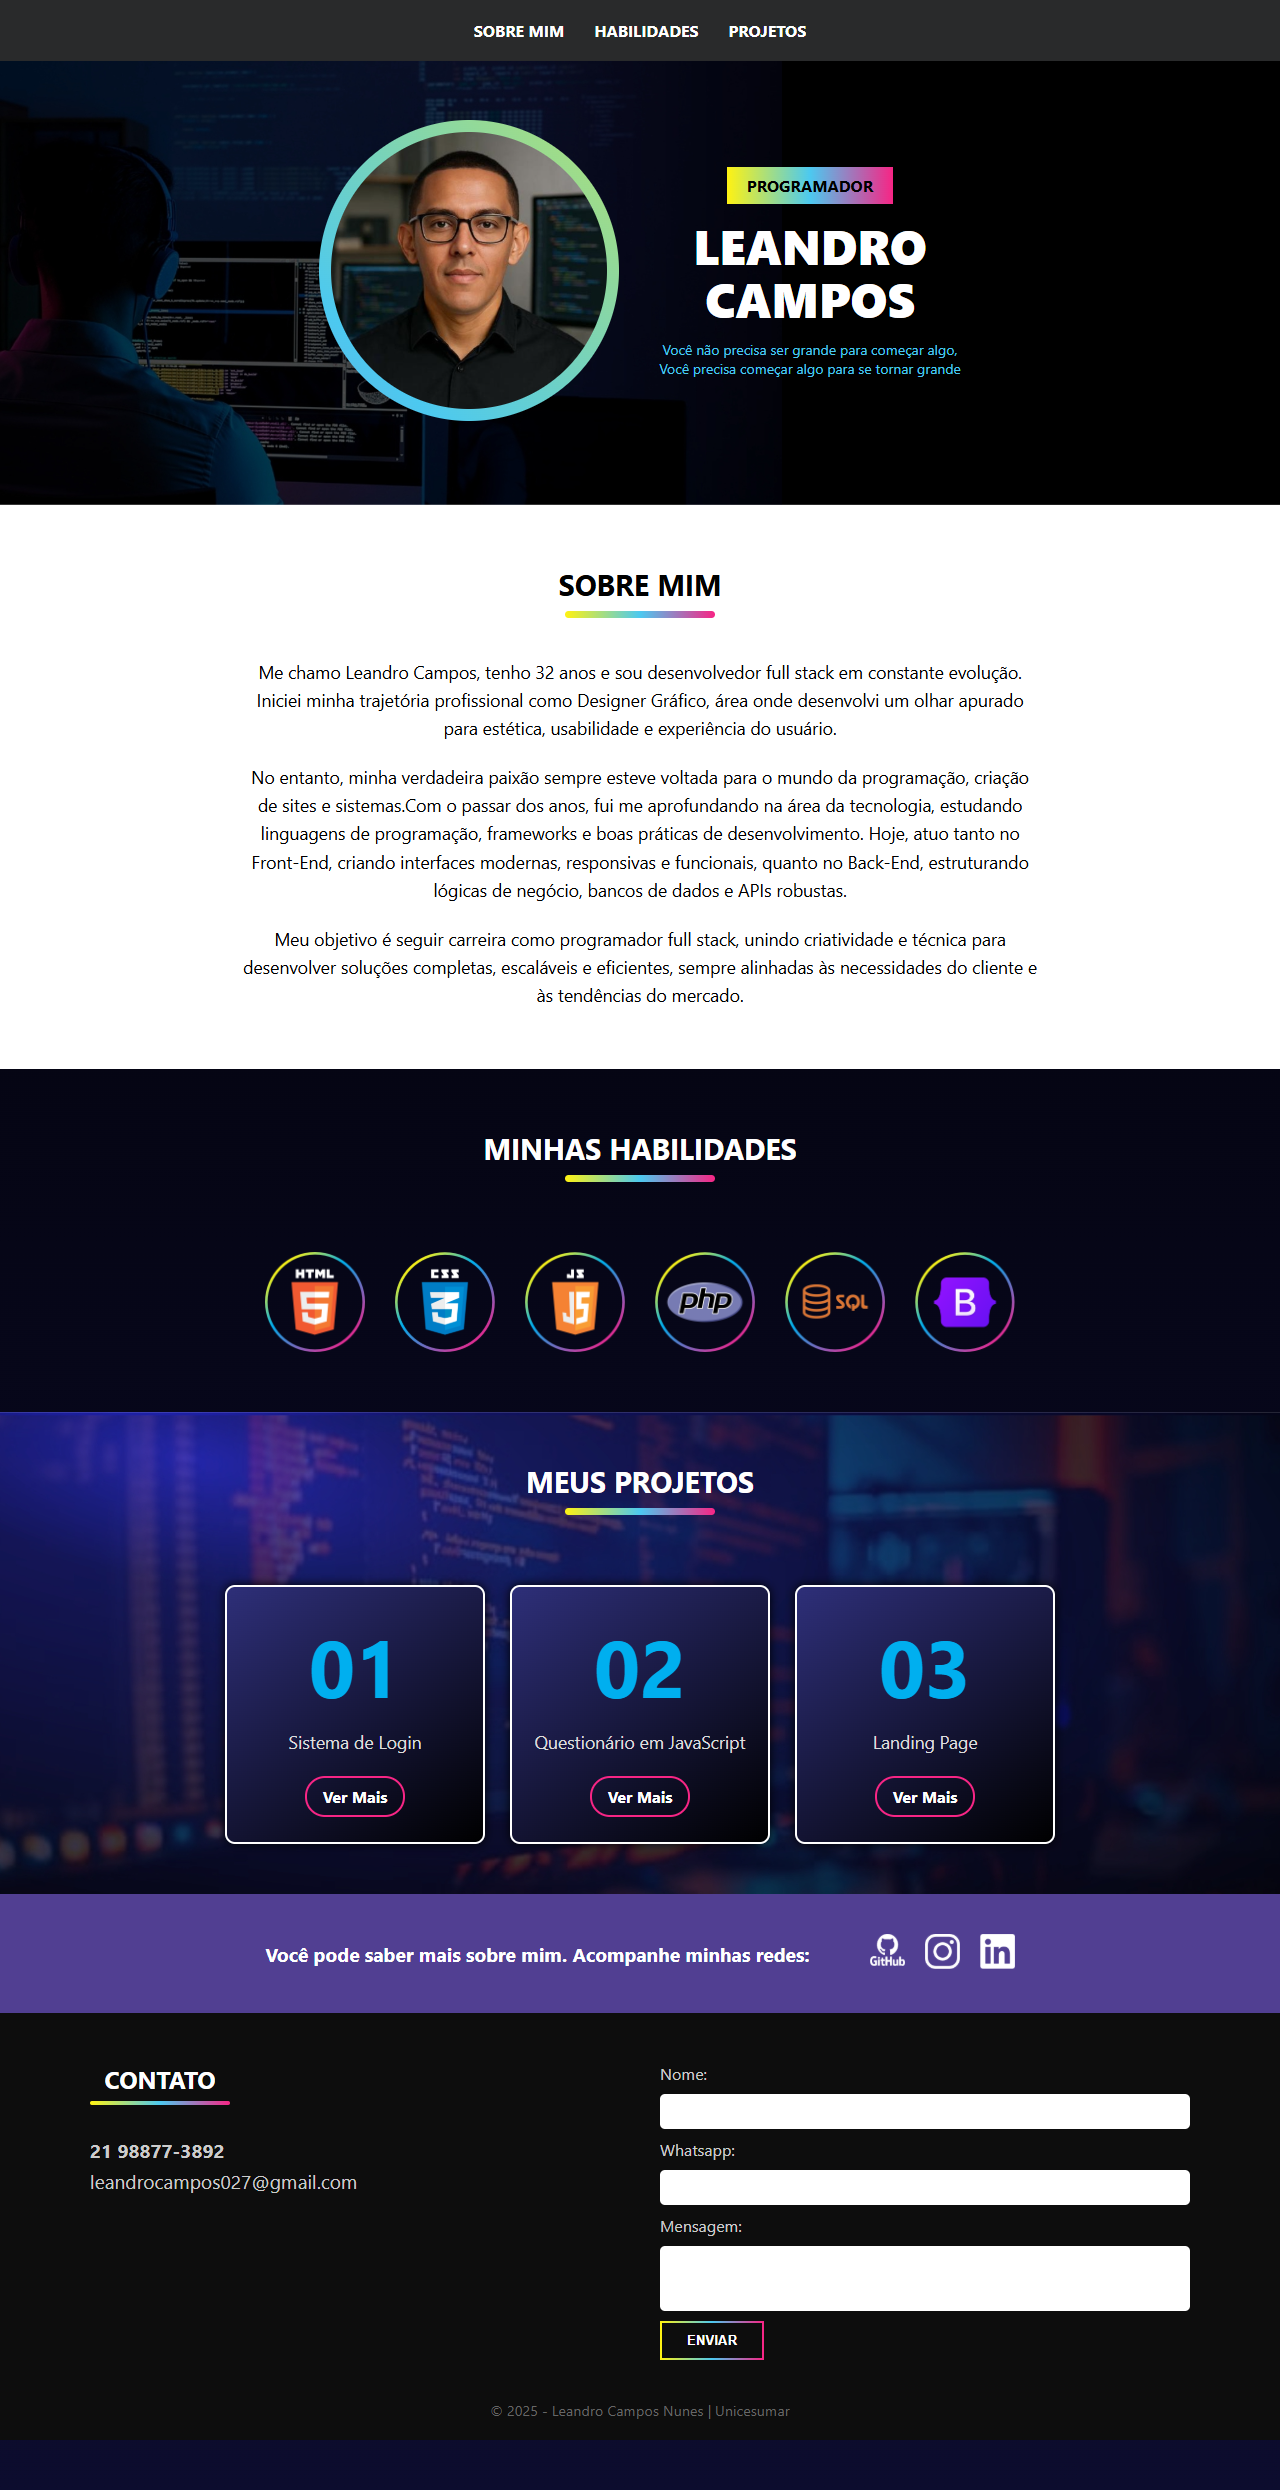 SOBRE MIM HABILIDADES PROJETOS
PROGRAMADOR
LEANDRO
CAMPOS
Você não precisa ser grande para começar algo,
Você precisa começar algo para se tornar grande
SOBRE MIM
Me chamo Leandro Campos, tenho 32 anos e sou desenvolvedor full stack em constante evolução.
Iniciei minha trajetória profissional como Designer Gráfico, área onde desenvolvi um olhar apurado
para estética, usabilidade e experiência do usuário.
No entanto, minha verdadeira paixão sempre esteve voltada para o mundo da programação, criação
de sites e sistemas.Com o passar dos anos, fui me aprofundando na área da tecnologia, estudando
linguagens de programação, frameworks e boas práticas de desenvolvimento. Hoje, atuo tanto no
Front-End, criando interfaces modernas, responsivas e funcionais, quanto no Back-End, estruturando
lógicas de negócio, bancos de dados e APIs robustas.
Meu objetivo é seguir carreira como programador full stack, unindo criatividade e técnica para
desenvolver soluções completas, escaláveis e eficientes, sempre alinhadas às necessidades do cliente e
às tendências do mercado.
MINHAS HABILIDADES
HTML 5 CSS 3 JS JS php SQL B
MEUS PROJETOS
01 02 03
Sistema de Login Questionário em JavaScript Landing Page
Ver Mais Ver Mais Ver Mais
Você pode saber mais sobre mim. Acompanhe minhas redes: GitHub in
CONTATO
21 98877-3892
leandrocampos027@gmail.com
Nome:
Whatsapp:
Mensagem:
ENVIAR
© 2025 - Leandro Campos Nunes | Unicesumar